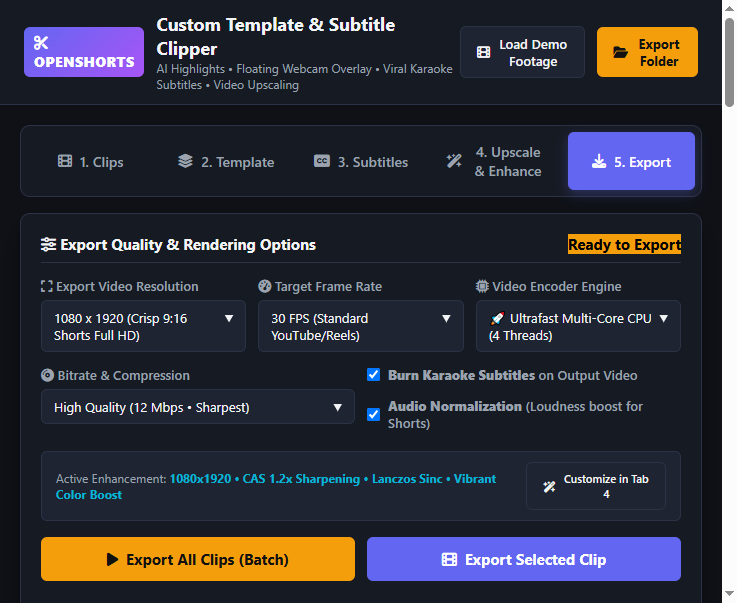 OPENSHORTS
Custom Template & Subtitle
Clipper
AI Highlights • Floating Webcam Overlay • Viral Karaoke
Subtitles • Video Upscaling
Load Demo
Footage
Export
Folder
1. Clips
2. Template
CC
3. Subtitles
4. Upscale
& Enhance
5. Export
Export Quality & Rendering Options
Ready to Export
Export Video Resolution
1080 x 1920 (Crisp 9:16
Shorts Full HD)
Target Frame Rate
30 FPS (Standard
YouTube/Reels)
Video Encoder Engine
🚀 Ultrafast Multi-Core CPU
(4 Threads)
Bitrate & Compression
High Quality (12 Mbps • Sharpest)
Burn Karaoke Subtitles on Output Video
Audio Normalization (Loudness boost for
Shorts)
Active Enhancement: 1080x1920 • CAS 1.2x Sharpening • Lanczos Sinc • Vibrant
Color Boost
Customize in Tab
4
Export All Clips (Batch)
Export Selected Clip